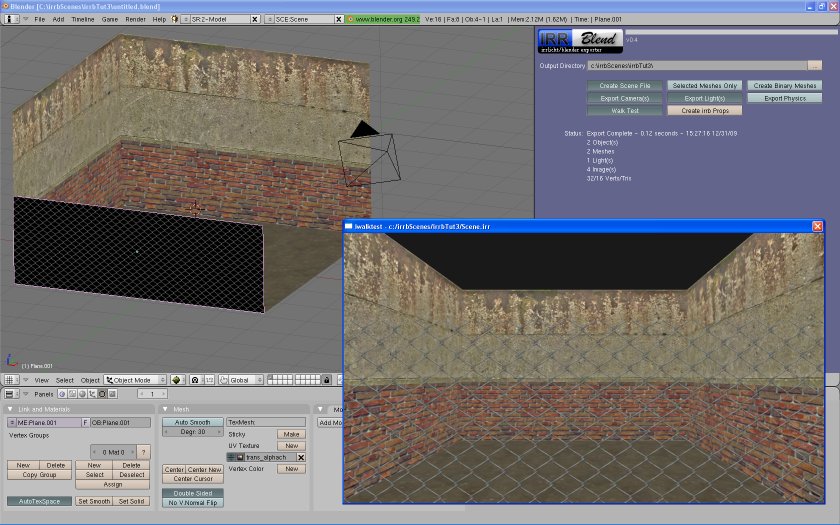 Blender [C:\irrbScenes\irrbTut3\untitled.blend]
File Add Timeline Game Render Help
SR:2-Model
SCE:Scene
www.blender.org 249.2
Ve:16 | Fa:8 | Ob:4-1 | La:1 | Mem:2.12M (1.62M) | Time: | Plane.001
IRR Blend
irrlicht/blender exporter
v0.4
Output Directory
c:\irrbScenes\irrbTut3\
...
Create Scene File
Selected Meshes Only
Create Binary Meshes
Export Camera(s)
Export Light(s)
Export Physics
Walk Test
Create irrb Props
Status: Export Complete - 0.12 seconds - 15:27:16 12/31/09
2 Object(s)
2 Meshes
1 Light(s)
4 Image(s)
32/16 Verts/Tris
iwalktest - c:/irrbScenes/irrbTut3/Scene.irr
(1) Plane.001
View Select Object
Object Mode
Global
Panels
1
Link and Materials
ME:Plane.001
F
OB:Plane.001
Vertex Groups
0 Mat 0
?
New
Delete
New
Delete
Copy Group
Select
Deselect
Assign
AutoTexSpace
Set Smooth
Set Solid
Mesh
Auto Smooth
Degr: 30
TexMesh:
Sticky
Make
UV Texture
New
trans_alphach
Vertex Color
New
Center
Center New
Center Cursor
Double Sided
No V.Normal Flip
Add Mo